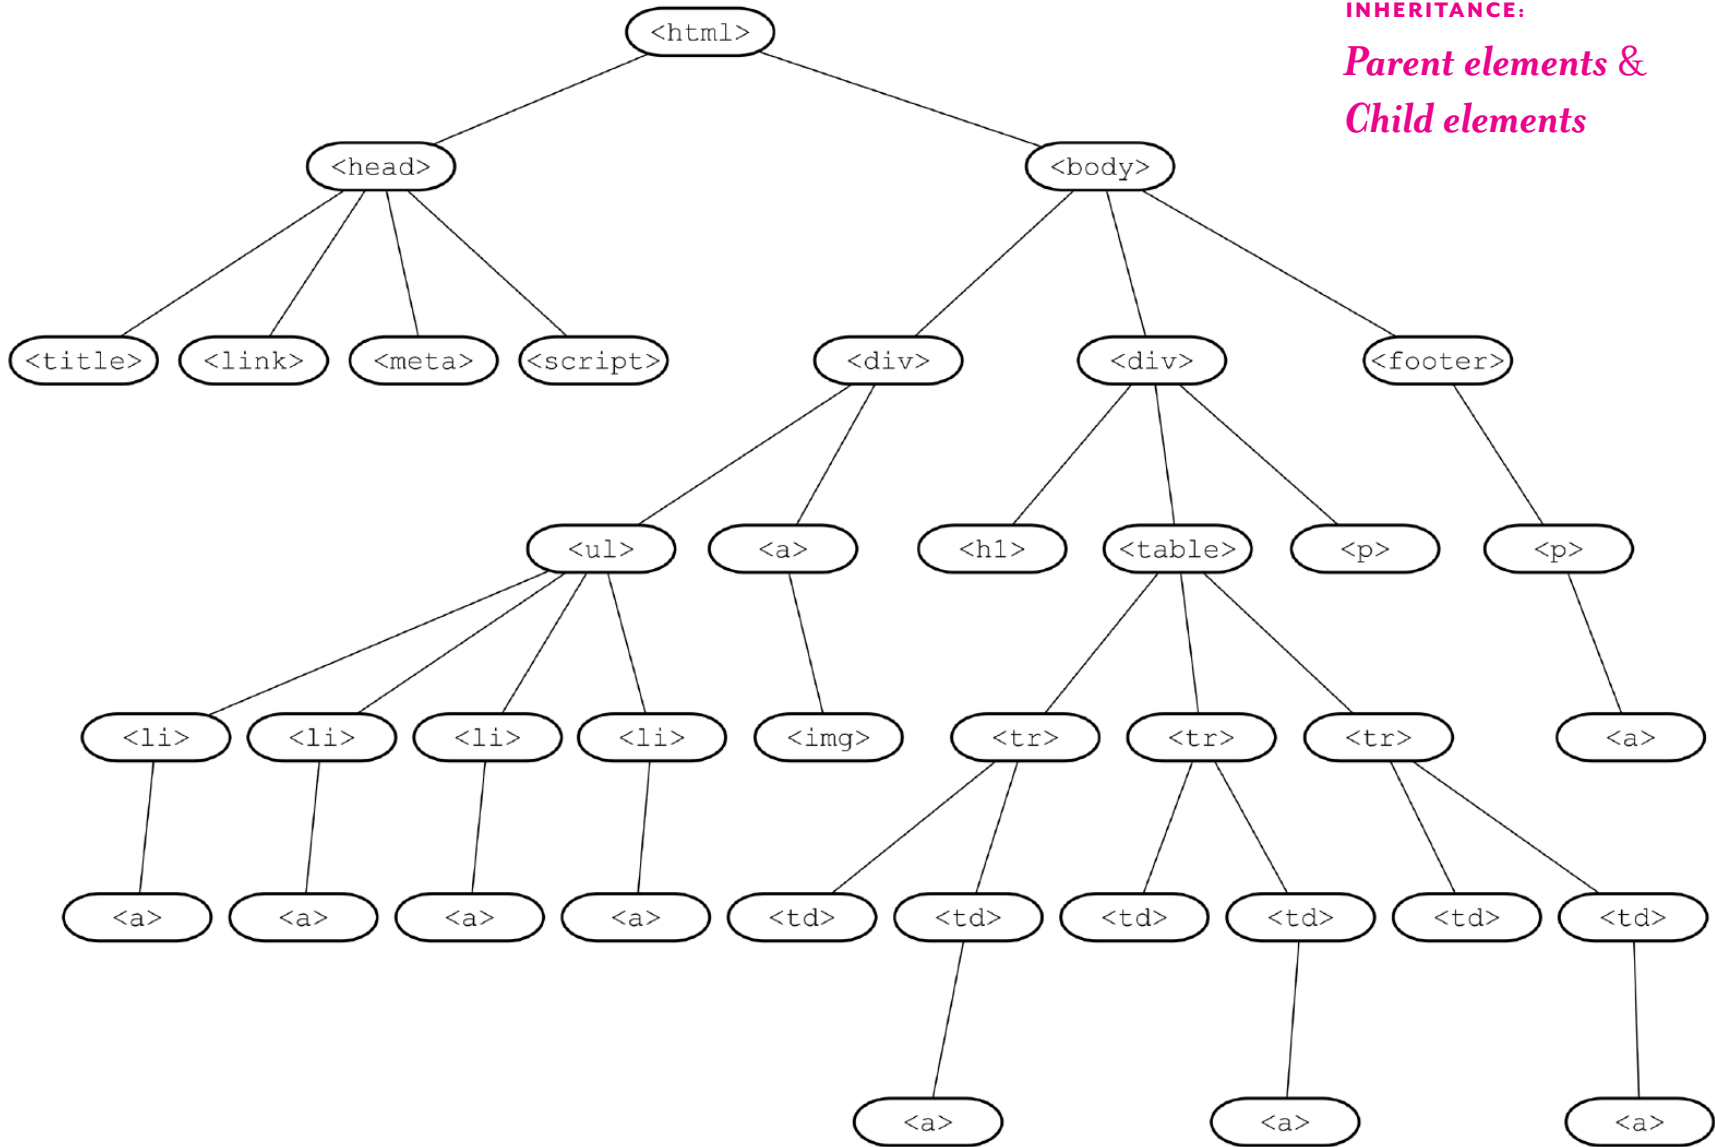 INHERITANCE:
Parent elements &
Child elements
<html>
<head> <body>
<title> <link> <meta> <script> <div> <div> <footer>
<ul> <a> <h1> <table> <p> <p>
<li> <li> <li> <li> <img> <tr> <tr> <tr> <a>
<a> <a> <a> <a> <td> <td> <td> <td> <td> <td>
<a> <a> <a>